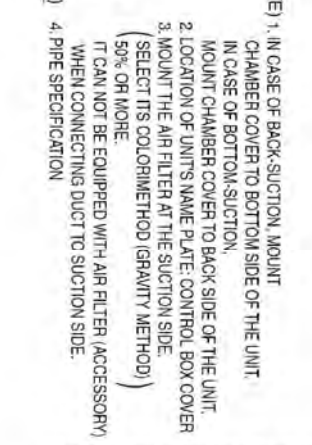 E) 1. IN CASE OF BACK-SUCTION, MOUNT
CHAMBER COVER TO BOTTOM SIDE OF THE UNIT.
IN CASE OF BOTTOM-SUCTION,
MOUNT CHAMBER COVER TO BACK SIDE OF THE UNIT.
2. LOCATION OF UNIT'S NAME PLATE: CONTROL BOX COVER
3. MOUNT THE AIR FILTER AT THE SUCTION SIDE.
(SELECT IT'S COLORIMETHOD (GRAVITY METHOD))
50% OR MORE.
IT CAN NOT BE EQUIPPED WITH AIR FILTER (ACCESSORY)
WHEN CONNECTING DUCT TO SUCTION SIDE.
) 4. PIPE SPECIFICATION